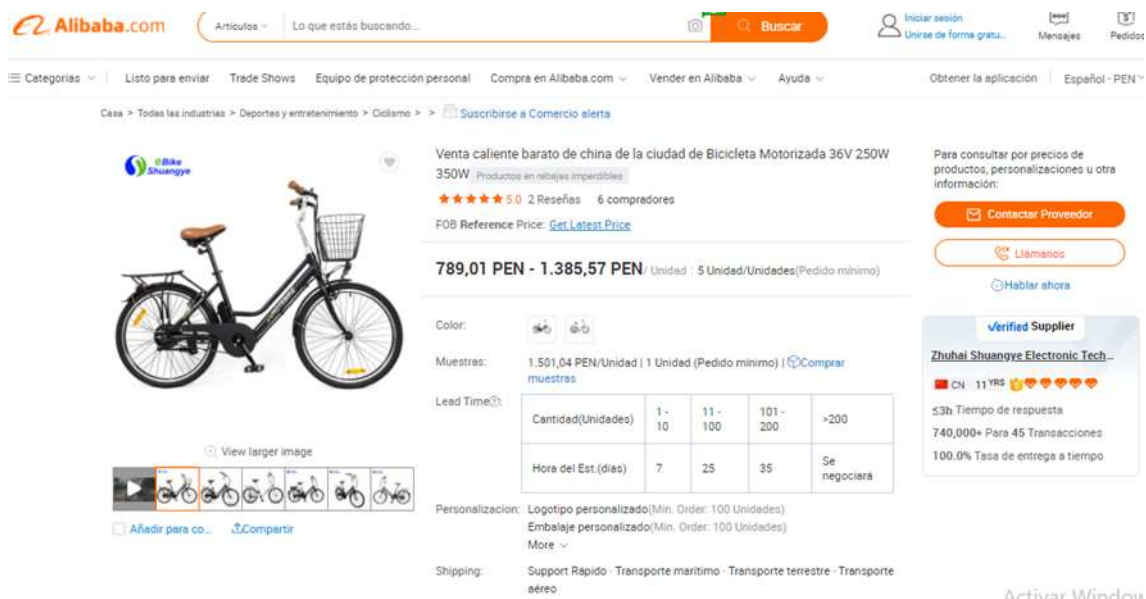 Alibaba.com
Artículos
Lo que estás buscando...
Buscar
Iniciar sesión
Unirse de forma gratu...
Mensajes
Pedidos
Categorías
Listo para enviar
Trade Shows
Equipo de protección personal
Compra en Alibaba.com
Vender en Alibaba
Ayuda
Obtener la aplicación
Español - PEN
Casa > Todas las industrias > Deportes y entretenimiento > Ciclismo > >
Suscribirse a Comercio alerta
eBike
Shuangye
Venta caliente barato de china de la ciudad de Bicicleta Motorizada 36V 250W
350W Productos en rebajas imperdibles
5.0 2 Reseñas 6 compradores
FOB Reference Price: Get Latest Price
789,01 PEN - 1.385,57 PEN/ Unidad | 5 Unidad/Unidades(Pedido mínimo)
Color:
Muestras: 1.501,04 PEN/Unidad | 1 Unidad (Pedido mínimo) | Comprar
muestras
Lead Time:
Cantidad(Unidades) 1 - 10 11 - 100 101 - 200 >200
Hora del Est.(días) 7 25 35 Se negociará
View larger image
Añadir para co...
Compartir
Personalizacion: Logotipo personalizado(Min. Order: 100 Unidades)
Embalaje personalizado(Min. Order: 100 Unidades)
More
Shipping: Support Rápido · Transporte marítimo · Transporte terrestre · Transporte
aéreo
Para consultar por precios de
productos, personalizaciones u otra
información:
Contactar Proveedor
Llámanos
Hablar ahora
Verified Supplier
Zhuhai Shuangye Electronic Tech...
CN 11 YRS
≤3h Tiempo de respuesta
740,000+ Para 45 Transacciones
100.0% Tasa de entrega a tiempo
Activar Window